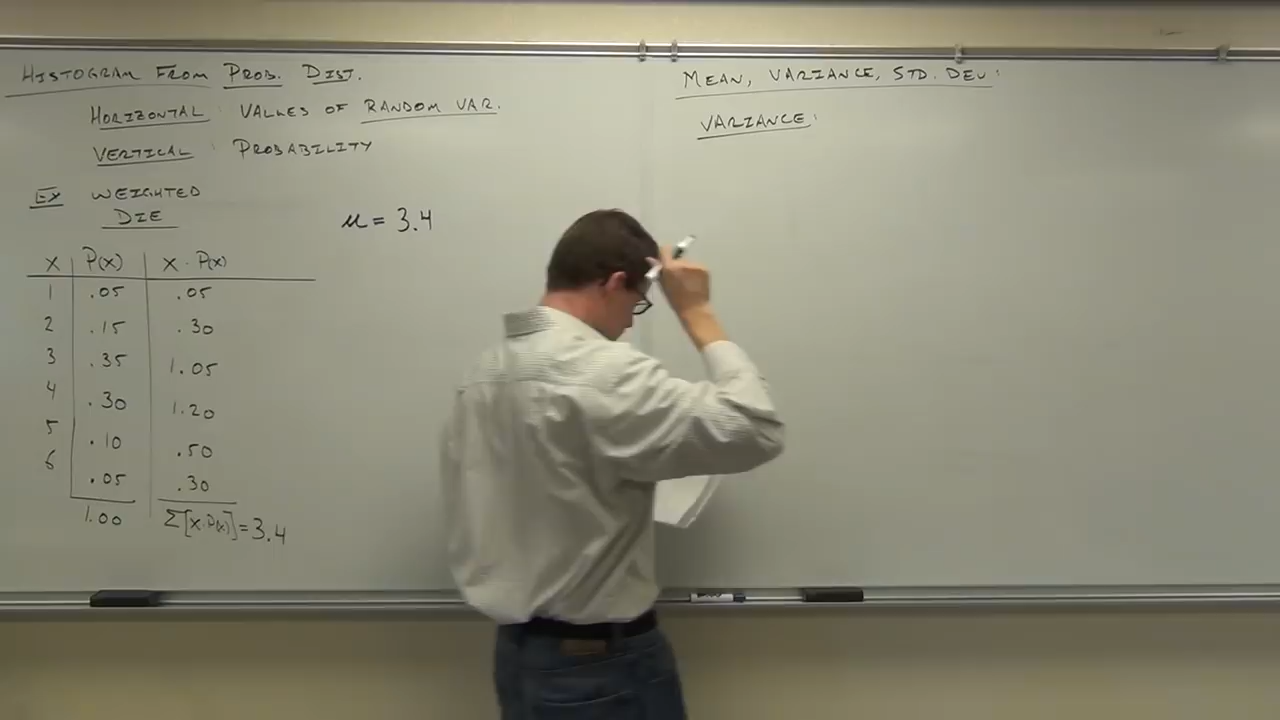 HISTOGRAM FROM PROB. DIST.
HORIZONTAL: VALUES OF RANDOM VAR.
VERTICAL: PROBABILITY
EX WEIGHTED
DIE
μ = 3.4
X P(X) X · P(X)
1 .05 .05
2 .15 .30
3 .35 1.05
4 .30 1.20
5 .10 .50
6 .05 .30
1.00 Σ[X·P(X)] = 3.4
MEAN, VARIANCE, STD. DEV:
VARIANCE: